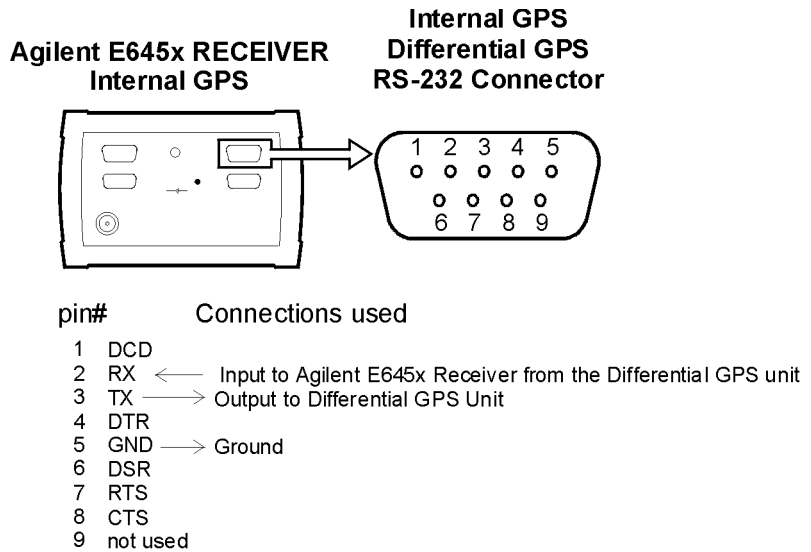 Agilent E645x RECEIVER
Internal GPS
Internal GPS
Differential GPS
RS-232 Connector
1 2 3 4 5
6 7 8 9
pin# Connections used
1 DCD
2 RX Input to Agilent E645x Receiver from the Differential GPS unit
3 TX Output to Differential GPS Unit
4 DTR
5 GND Ground
6 DSR
7 RTS
8 CTS
9 not used